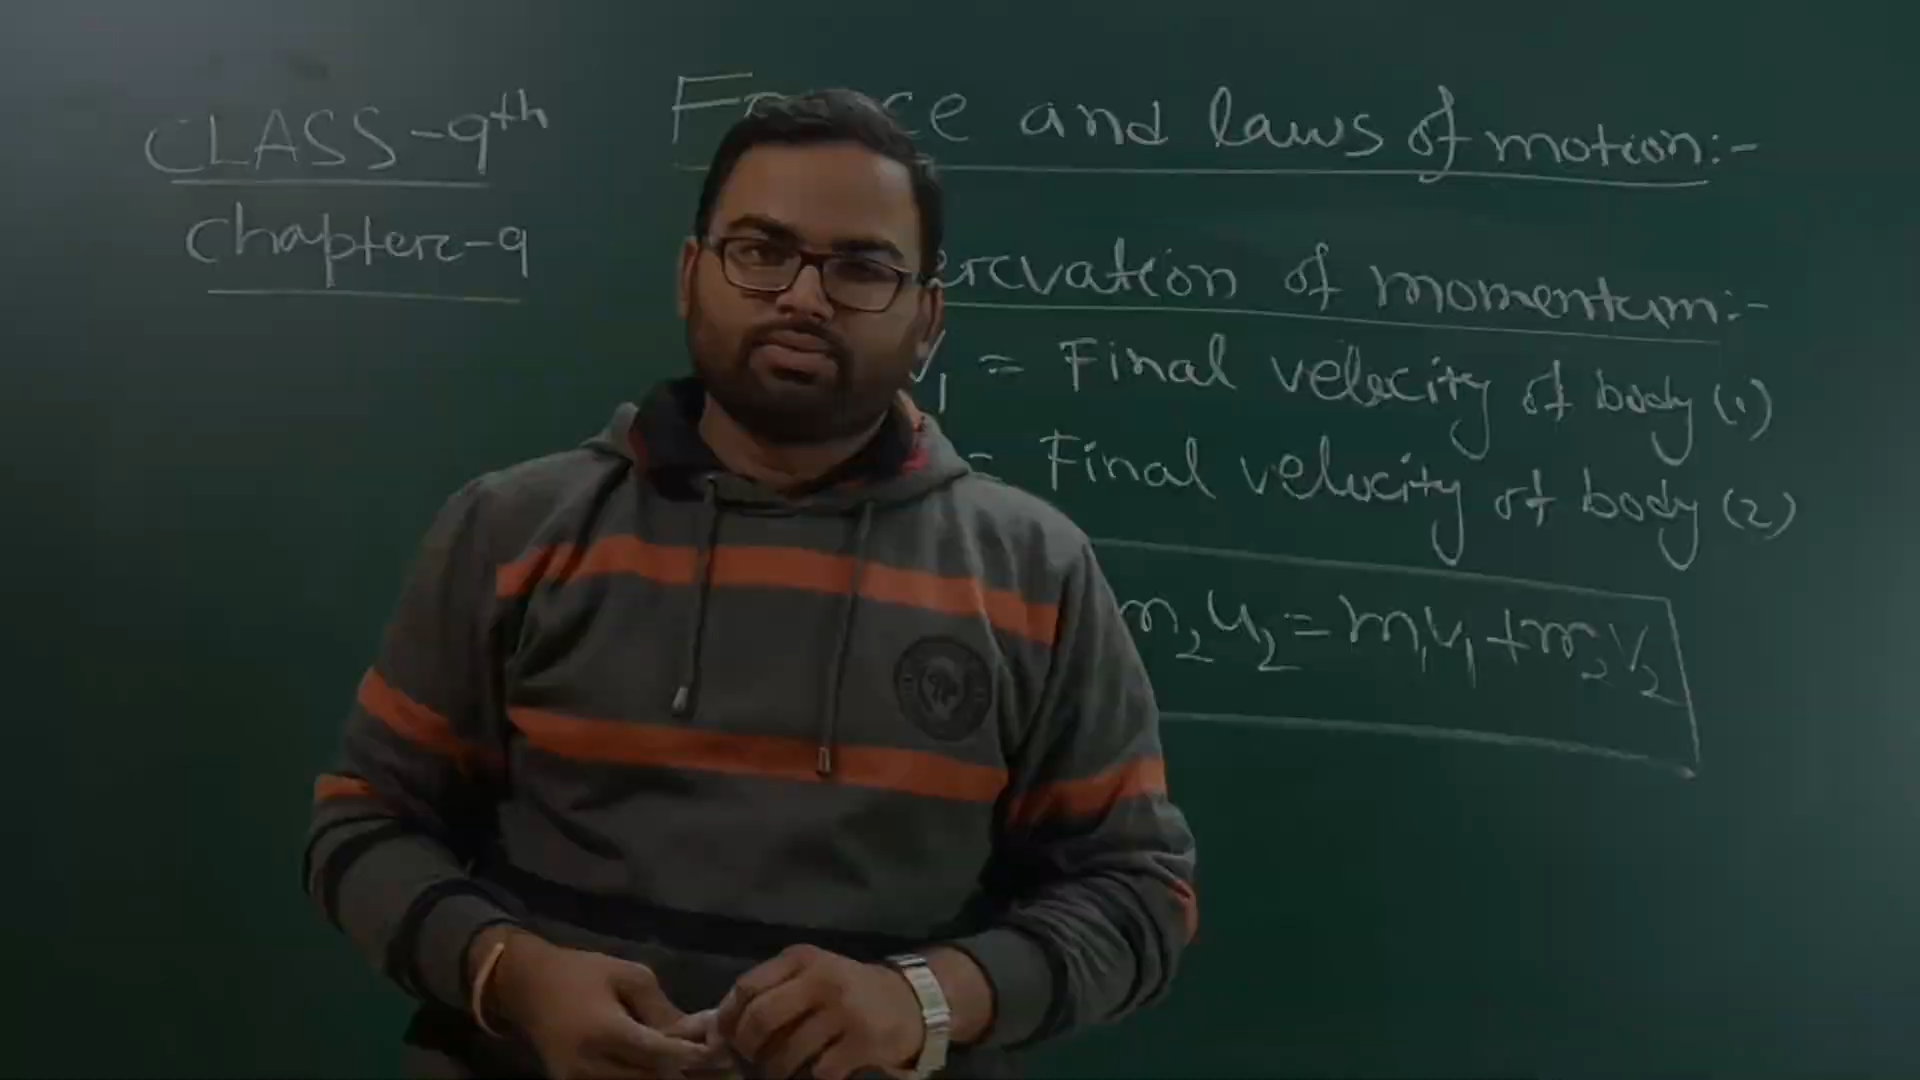 CLASS-9th
Chapter-9
Force and laws of motion:-
of momentum:-
= Final velocity of body (1)
= Final velocity of body (2)
m₂u₂ = m₁v₁ + m₂v₂